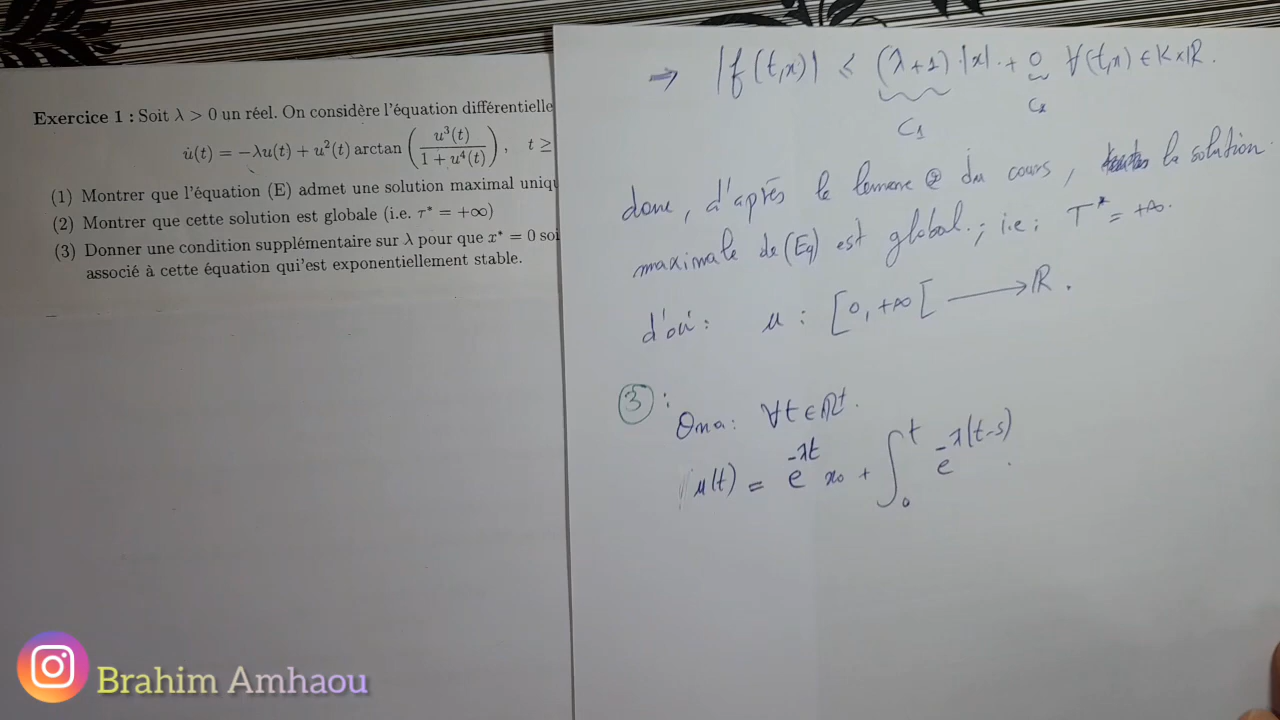 Exercice 1 : Soit λ > 0 un réel. On considère l'équation différentielle
u̇(t) = −λu(t) + u²(t) arctan ( u³(t) / 1 + u⁴(t) ), t ≥
(1) Montrer que l'équation (E) admet une solution maximal uniqu
(2) Montrer que cette solution est globale (i.e. τ* = +∞)
(3) Donner une condition supplémentaire sur λ pour que x* = 0 soi
associé à cette équation qui'est exponentiellement stable.
⇒ |f(t,x)| ≤ (λ+1)·|x| + 0 ∀(t,x) ∈ K×ℝ.
C₁ C₂
donc, d'après le lemme du cours, la solution
maximale de (Eq) est global.; i.e: T* = +∞.
d'où: u : [0, +∞[ ⟶ ℝ.
③ :
On a: ∀t ∈ ℝ⁺.
u(t) = e^{-λt} x₀ + ∫₀ᵗ e^{-λ(t-s)}
Brahim Amhaou